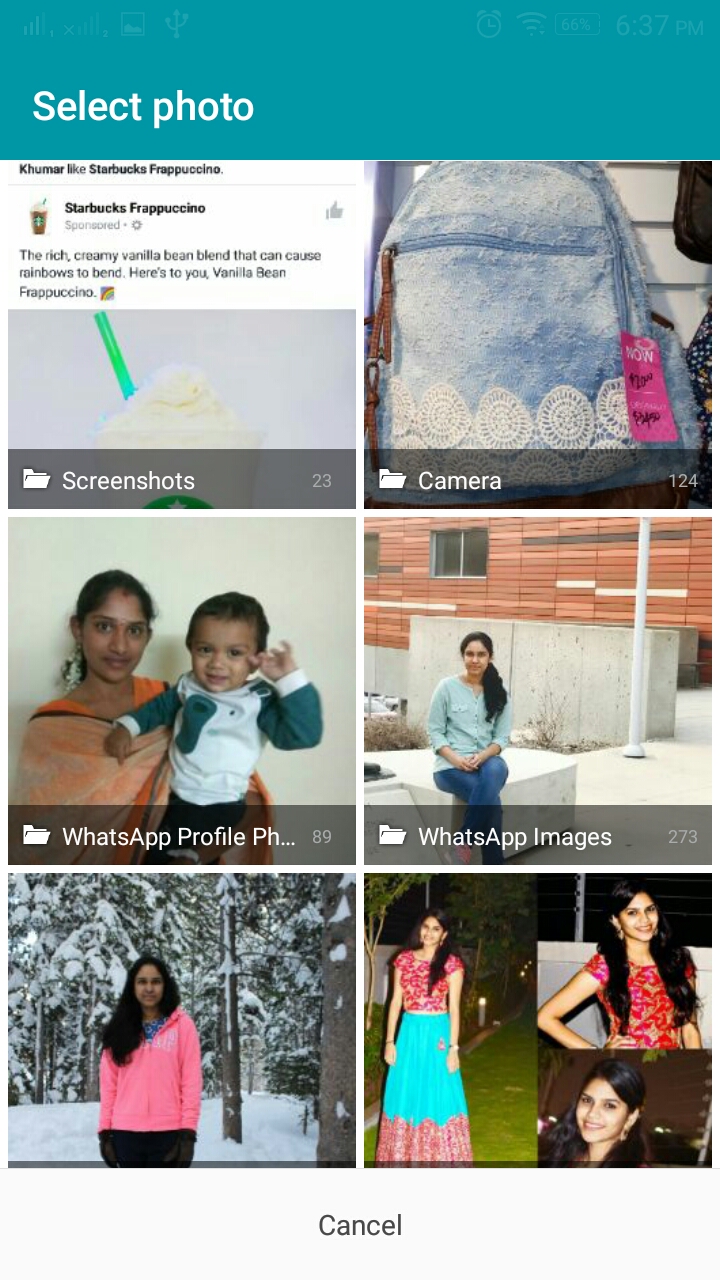 66%
6:37 PM
Select photo
Khumar like Starbucks Frappuccino.
Starbucks Frappuccino
Sponsored
The rich, creamy vanilla bean blend that can cause
rainbows to bend. Here's to you, Vanilla Bean
Frappuccino.
NOW
Screenshots 23
Camera 124
WhatsApp Profile Ph... 89
WhatsApp Images 273
Cancel